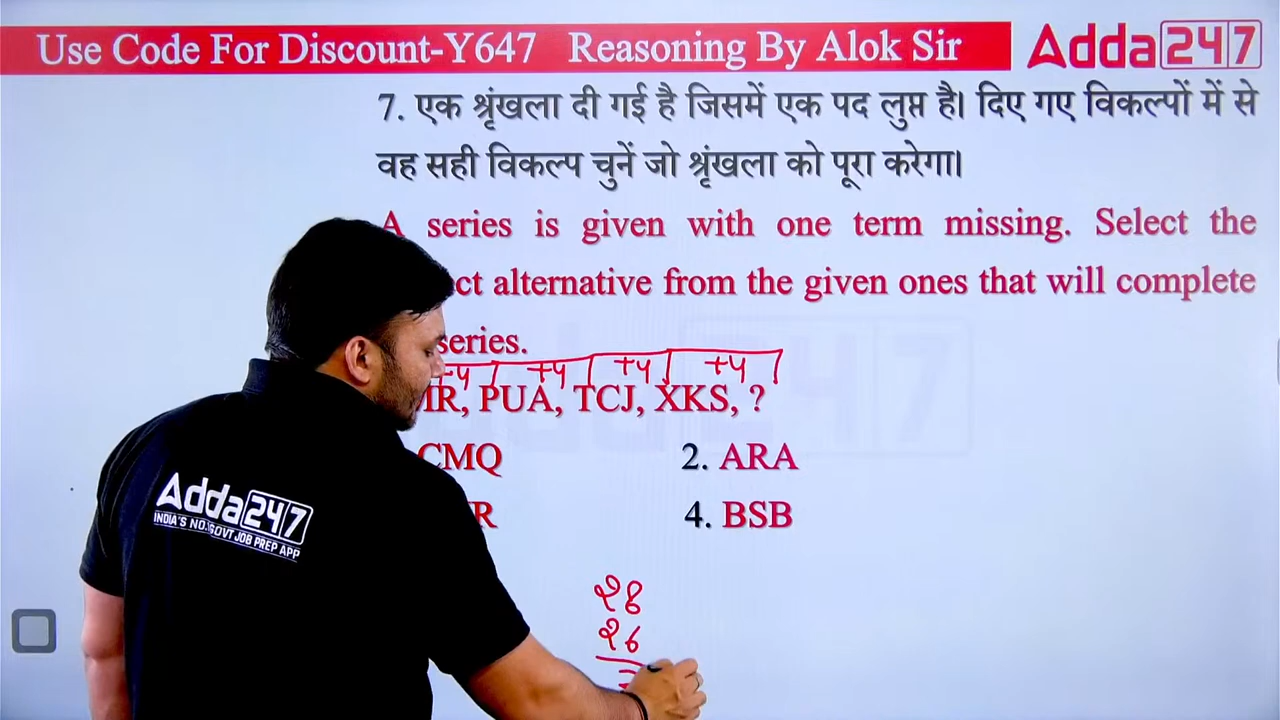 Use Code For Discount-Y647 Reasoning By Alok Sir Adda247
7. एक श्रृंखला दी गई है जिसमें एक पद लुप्त है। दिए गए विकल्पों में से
वह सही विकल्प चुनें जो श्रृंखला को पूरा करेगा।
A series is given with one term missing. Select the
ct alternative from the given ones that will complete
series.
+4 +4 +4
IR, PUA, TCJ, XKS, ?
CMQ 2. ARA
R 4. BSB
Adda247
INDIA'S NO.1 GOVT JOB PREP APP
28
26